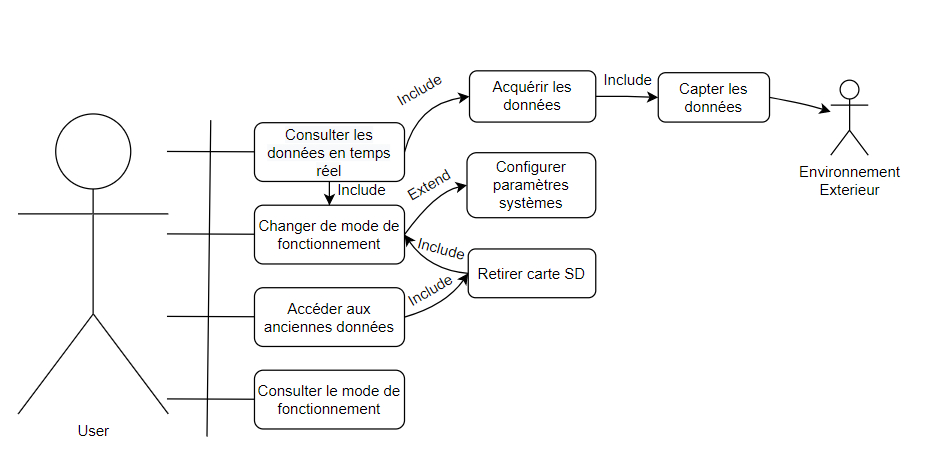 Include
Acquérir les
données
Include
Capter les
données
Consulter les
données en temps
réel
Include
Extend
Configurer
paramètres
systèmes
Environnement
Exterieur
Changer de mode de
fonctionnement
Include
Retirer carte SD
Include
Accéder aux
anciennes données
Consulter le mode de
fonctionnement
User